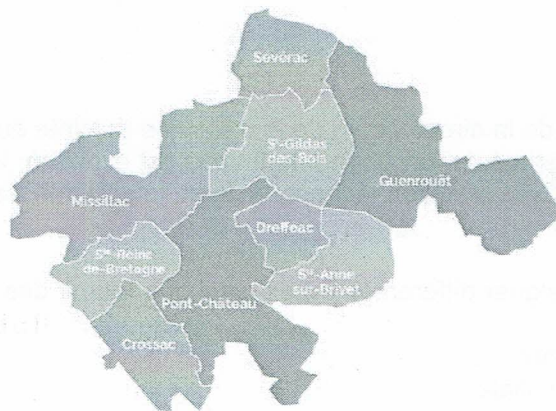 Sévérac
St-Gildas
des-Bois
Guenrouët
Missillac
Drefféac
Ste-Reine
de-Bretagne
Ste-Anne
sur-Brivet
Pont-Château
Crossac